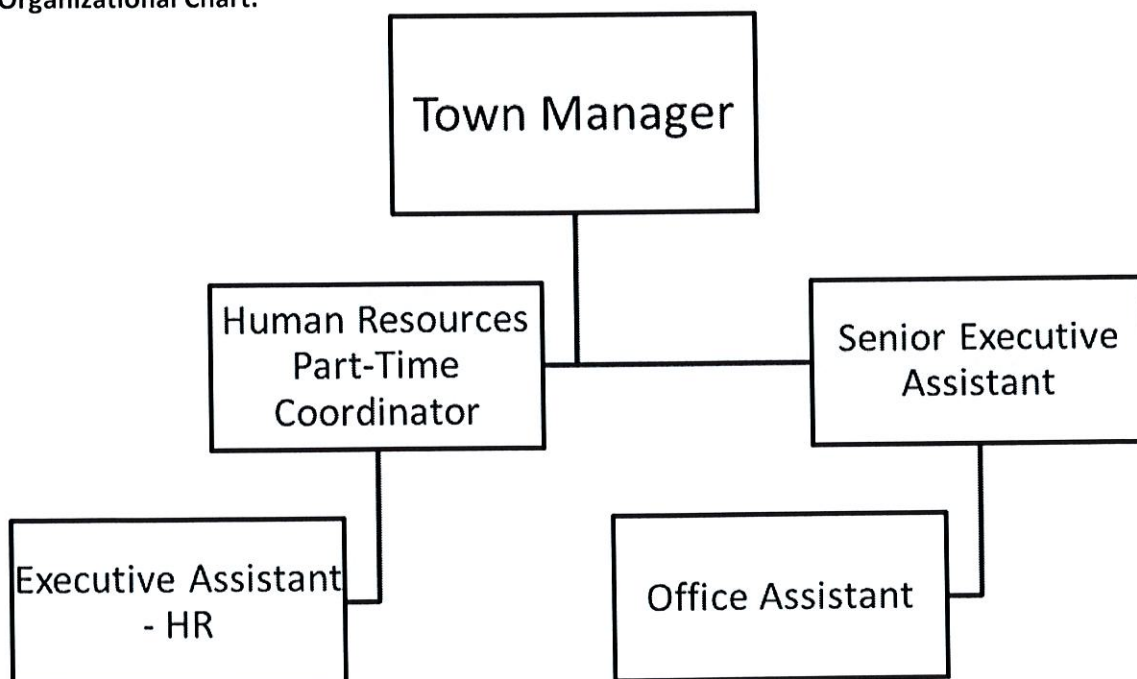 Organizational Chart:
Town Manager
Human Resources
Part-Time
Coordinator
Senior Executive
Assistant
Executive Assistant
- HR
Office Assistant